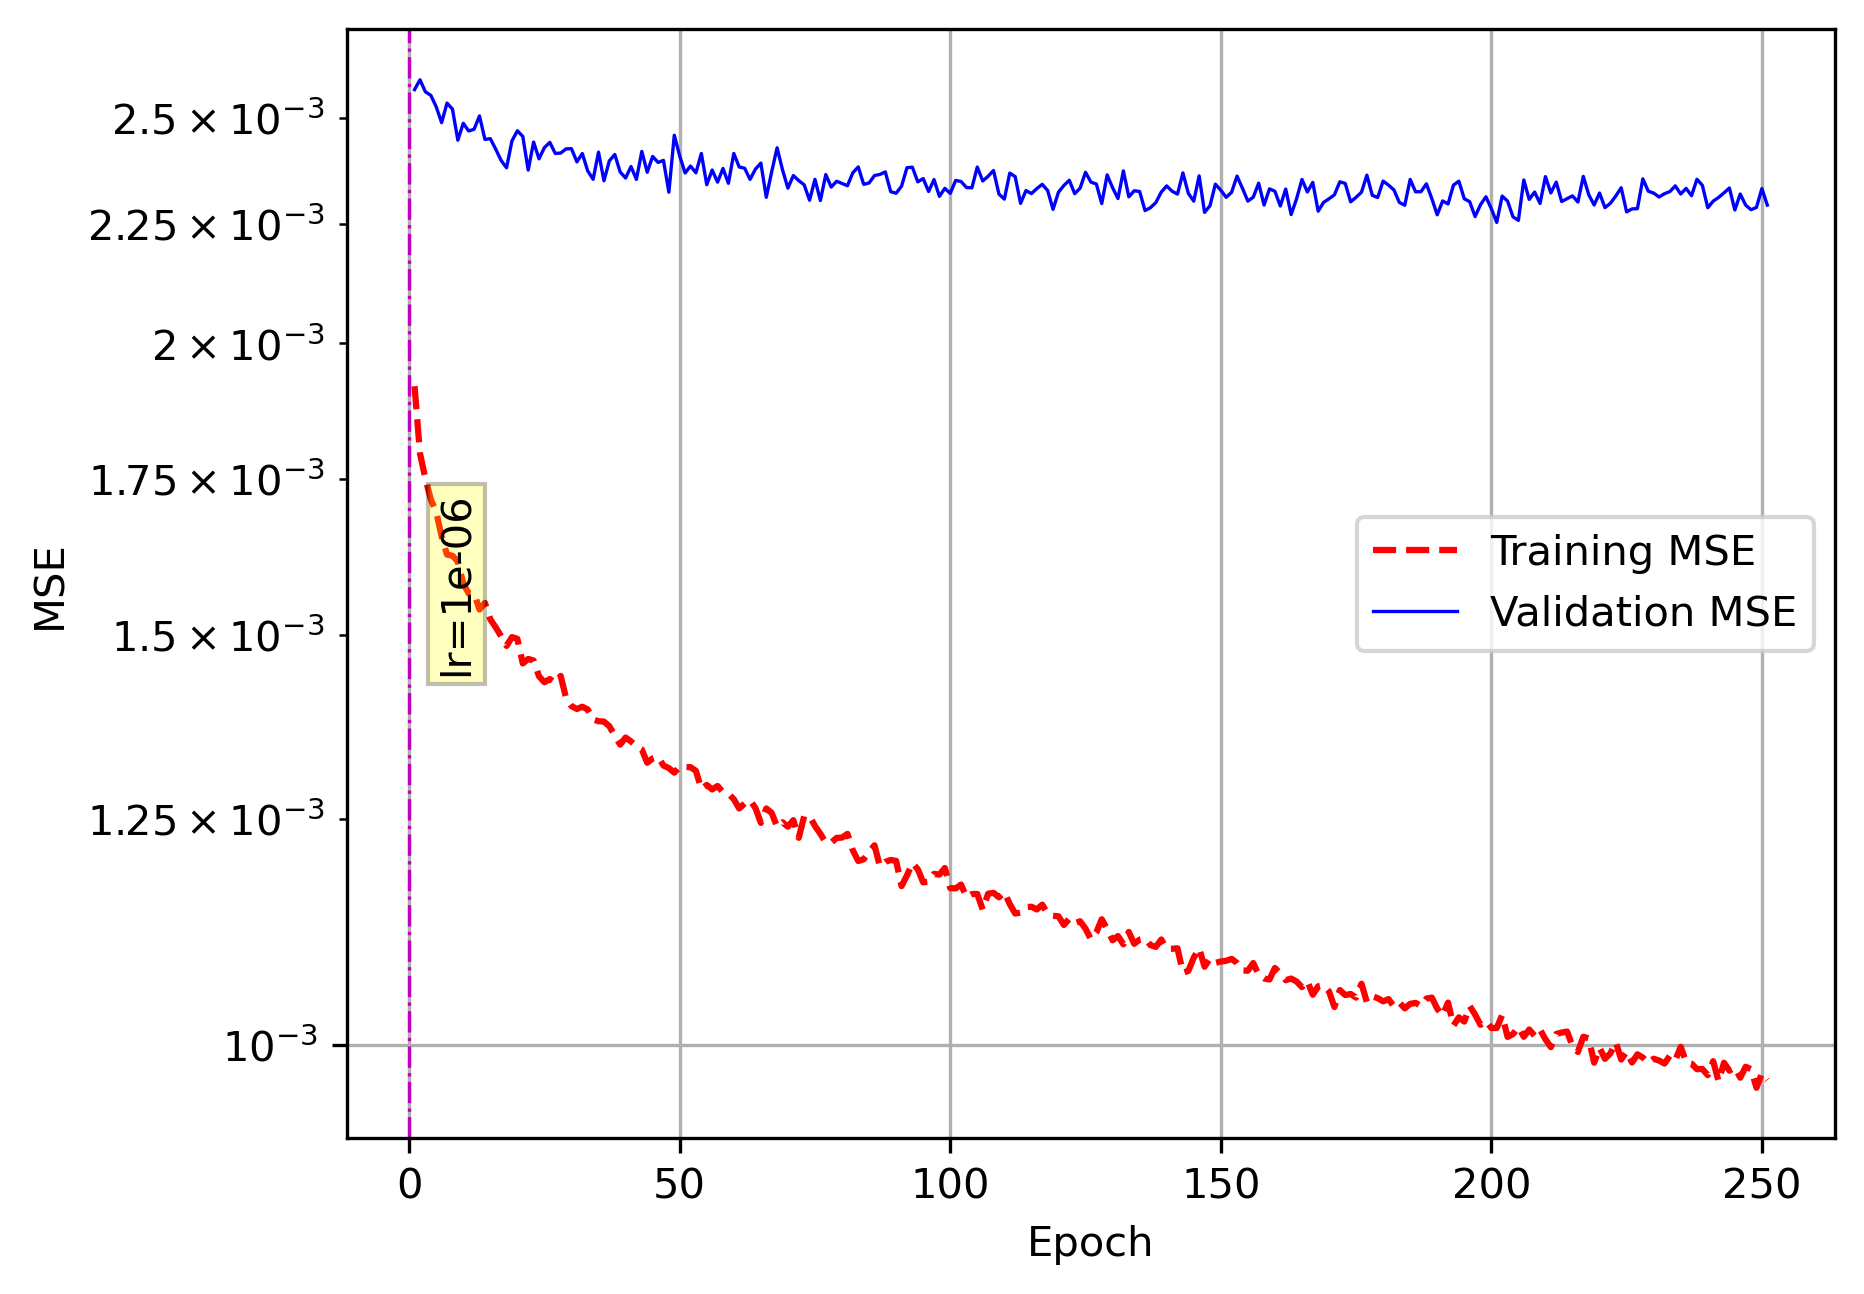 2.5 × 10⁻³
2.25 × 10⁻³
2 × 10⁻³
1.75 × 10⁻³
1.5 × 10⁻³
1.25 × 10⁻³
10⁻³
MSE
lr=1e-06
Training MSE
Validation MSE
0 50 100 150 200 250
Epoch